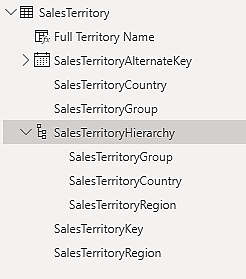 SalesTerritory
Full Territory Name
SalesTerritoryAlternateKey
SalesTerritoryCountry
SalesTerritoryGroup
SalesTerritoryHierarchy
SalesTerritoryGroup
SalesTerritoryCountry
SalesTerritoryRegion
SalesTerritoryKey
SalesTerritoryRegion